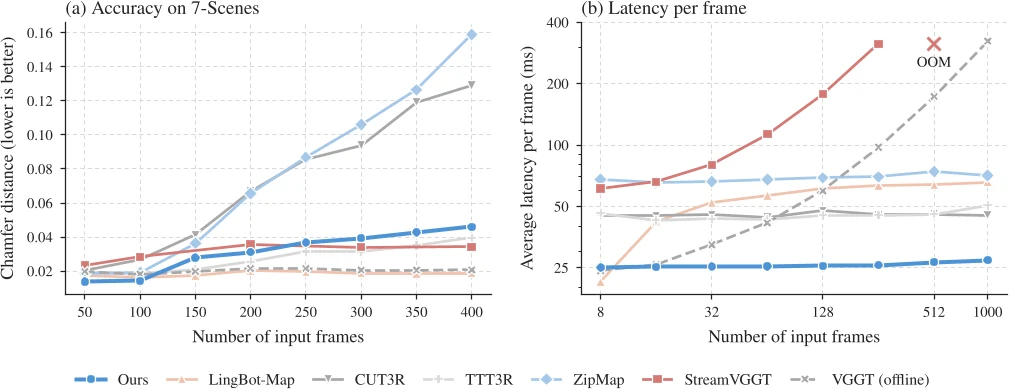 (a) Accuracy on 7-Scenes
Chamfer distance (lower is better)
0.16
0.14
0.12
0.10
0.08
0.06
0.04
0.02
50 100 150 200 250 300 350 400
Number of input frames
(b) Latency per frame
Average latency per frame (ms)
400
200
100
50
25
OOM
8 32 128 512 1000
Number of input frames
Ours LingBot-Map CUT3R TTT3R ZipMap StreamVGGT VGGT (offline)